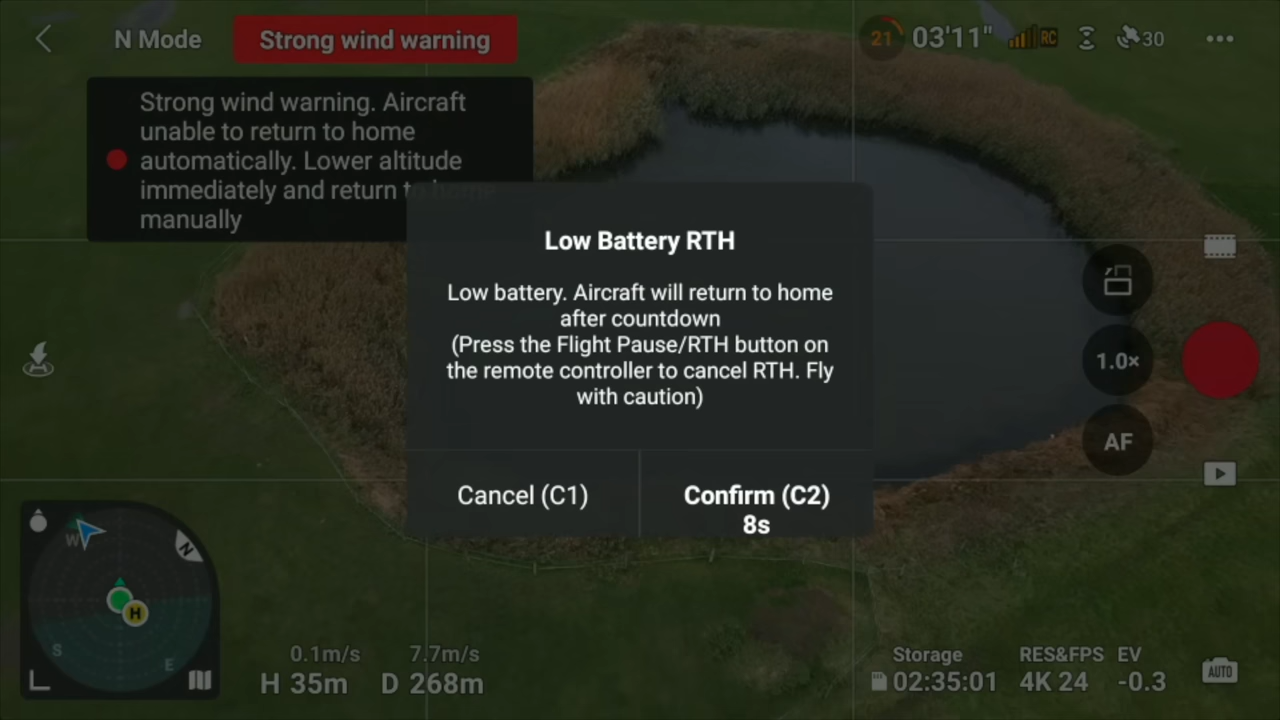 N Mode
Strong wind warning
21
03'11"
RC
30
Strong wind warning. Aircraft
unable to return to home
automatically. Lower altitude
immediately and return to home
manually
Low Battery RTH
Low battery. Aircraft will return to home
after countdown
(Press the Flight Pause/RTH button on
the remote controller to cancel RTH. Fly
with caution)
Cancel (C1)
Confirm (C2)
8s
1.0×
AF
W
N
H
S
E
0.1m/s
7.7m/s
H 35m
D 268m
Storage
RES&FPS
EV
02:35:01
4K 24
-0.3
AUTO